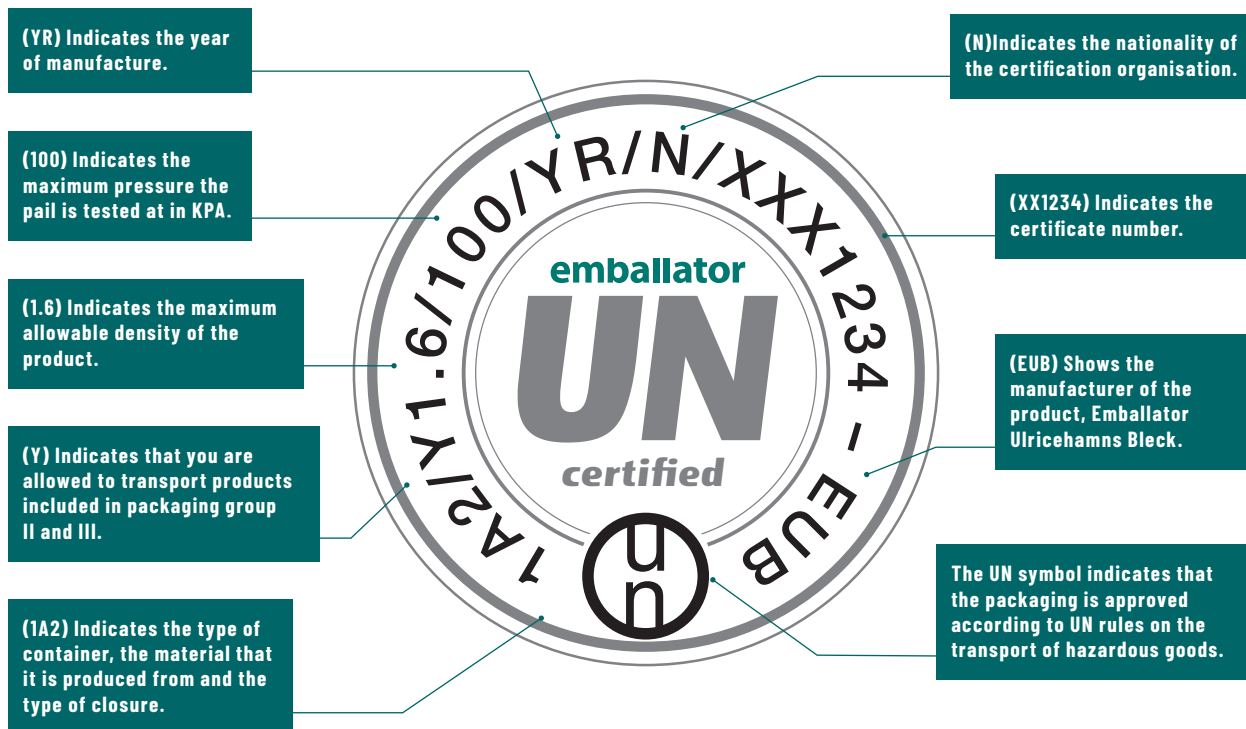 (YR) Indicates the year
of manufacture.
(100) Indicates the
maximum pressure the
pail is tested at in KPA.
(1.6) Indicates the maximum
allowable density of the
product.
(Y) Indicates that you are
allowed to transport products
included in packaging group
II and III.
(1A2) Indicates the type of
container, the material that
it is produced from and the
type of closure.
1A2/Y1.6/100/YR/N/XXX1234 – EUB
emballator
UN
certified
un
(N)Indicates the nationality of
the certification organisation.
(XX1234) Indicates the
certificate number.
(EUB) Shows the
manufacturer of the
product, Emballator
Ulricehamns Bleck.
The UN symbol indicates that
the packaging is approved
according to UN rules on the
transport of hazardous goods.